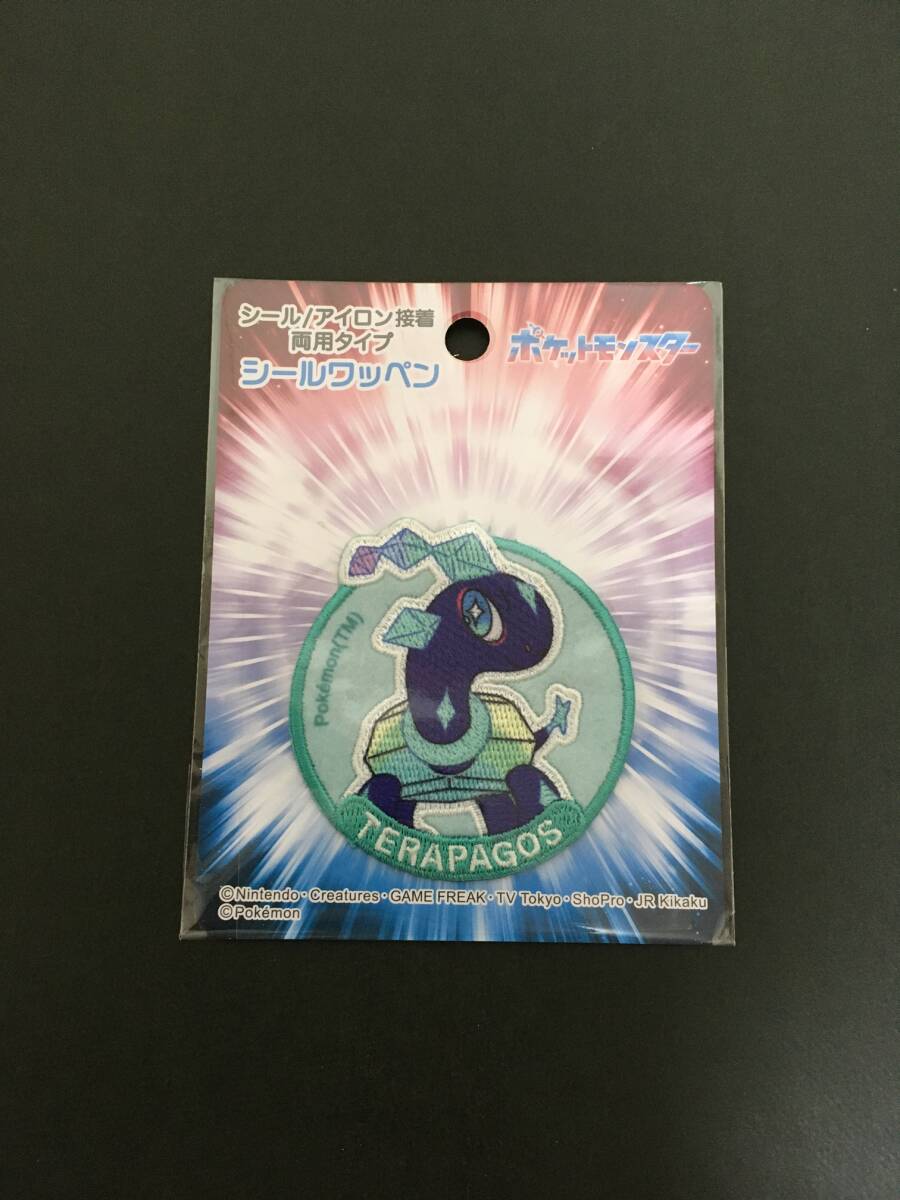 シール/アイロン接着
両用タイプ
シールワッペン
ポケットモンスター
Pokémon(TM)
TERAPAGOS
©Nintendo・Creatures・GAME FREAK・TV Tokyo・ShoPro・JR Kikaku
©Pokémon